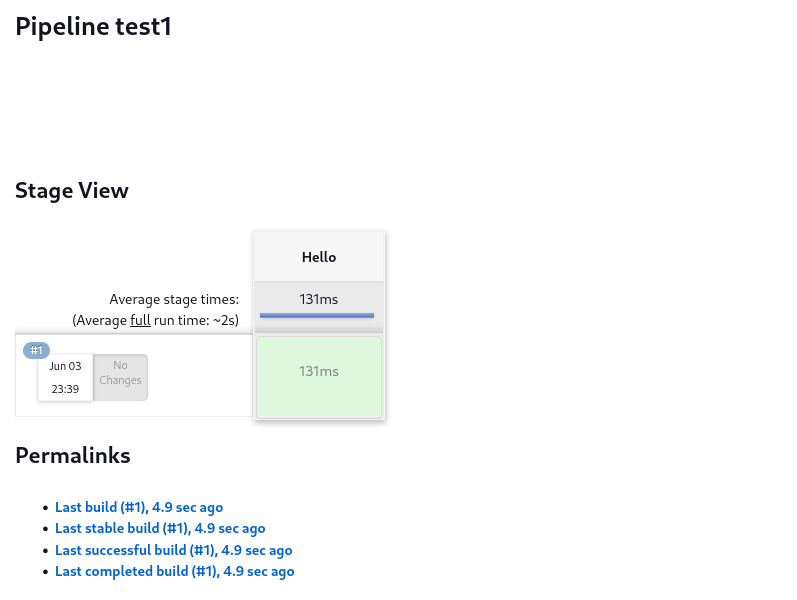 Pipeline test1
Stage View
Hello
Average stage times:
131ms
(Average full run time: ~2s)
#1
Jun 03
23:39
No
Changes
131ms
Permalinks
Last build (#1), 4.9 sec ago
Last stable build (#1), 4.9 sec ago
Last successful build (#1), 4.9 sec ago
Last completed build (#1), 4.9 sec ago